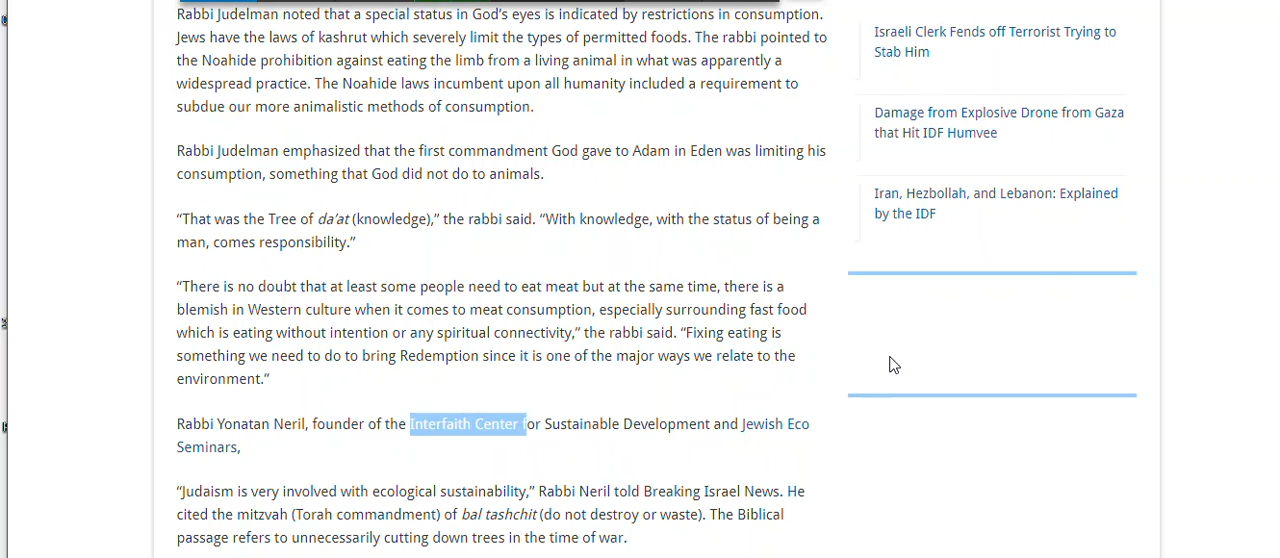 Rabbi Judelman noted that a special status in God’s eyes is indicated by restrictions in consumption.
Jews have the laws of kashrut which severely limit the types of permitted foods. The rabbi pointed to
the Noahide prohibition against eating the limb from a living animal in what was apparently a
widespread practice. The Noahide laws incumbent upon all humanity included a requirement to
subdue our more animalistic methods of consumption.
Rabbi Judelman emphasized that the first commandment God gave to Adam in Eden was limiting his
consumption, something that God did not do to animals.
“That was the Tree of da’at (knowledge),” the rabbi said. “With knowledge, with the status of being a
man, comes responsibility.”
“There is no doubt that at least some people need to eat meat but at the same time, there is a
blemish in Western culture when it comes to meat consumption, especially surrounding fast food
which is eating without intention or any spiritual connectivity,” the rabbi said. “Fixing eating is
something we need to do to bring Redemption since it is one of the major ways we relate to the
environment.”
Rabbi Yonatan Neril, founder of the Interfaith Center for Sustainable Development and Jewish Eco
Seminars,
“Judaism is very involved with ecological sustainability,” Rabbi Neril told Breaking Israel News. He
cited the mitzvah (Torah commandment) of bal tashchit (do not destroy or waste). The Biblical
passage refers to unnecessarily cutting down trees in the time of war.
Israeli Clerk Fends off Terrorist Trying to
Stab Him
Damage from Explosive Drone from Gaza
that Hit IDF Humvee
Iran, Hezbollah, and Lebanon: Explained
by the IDF